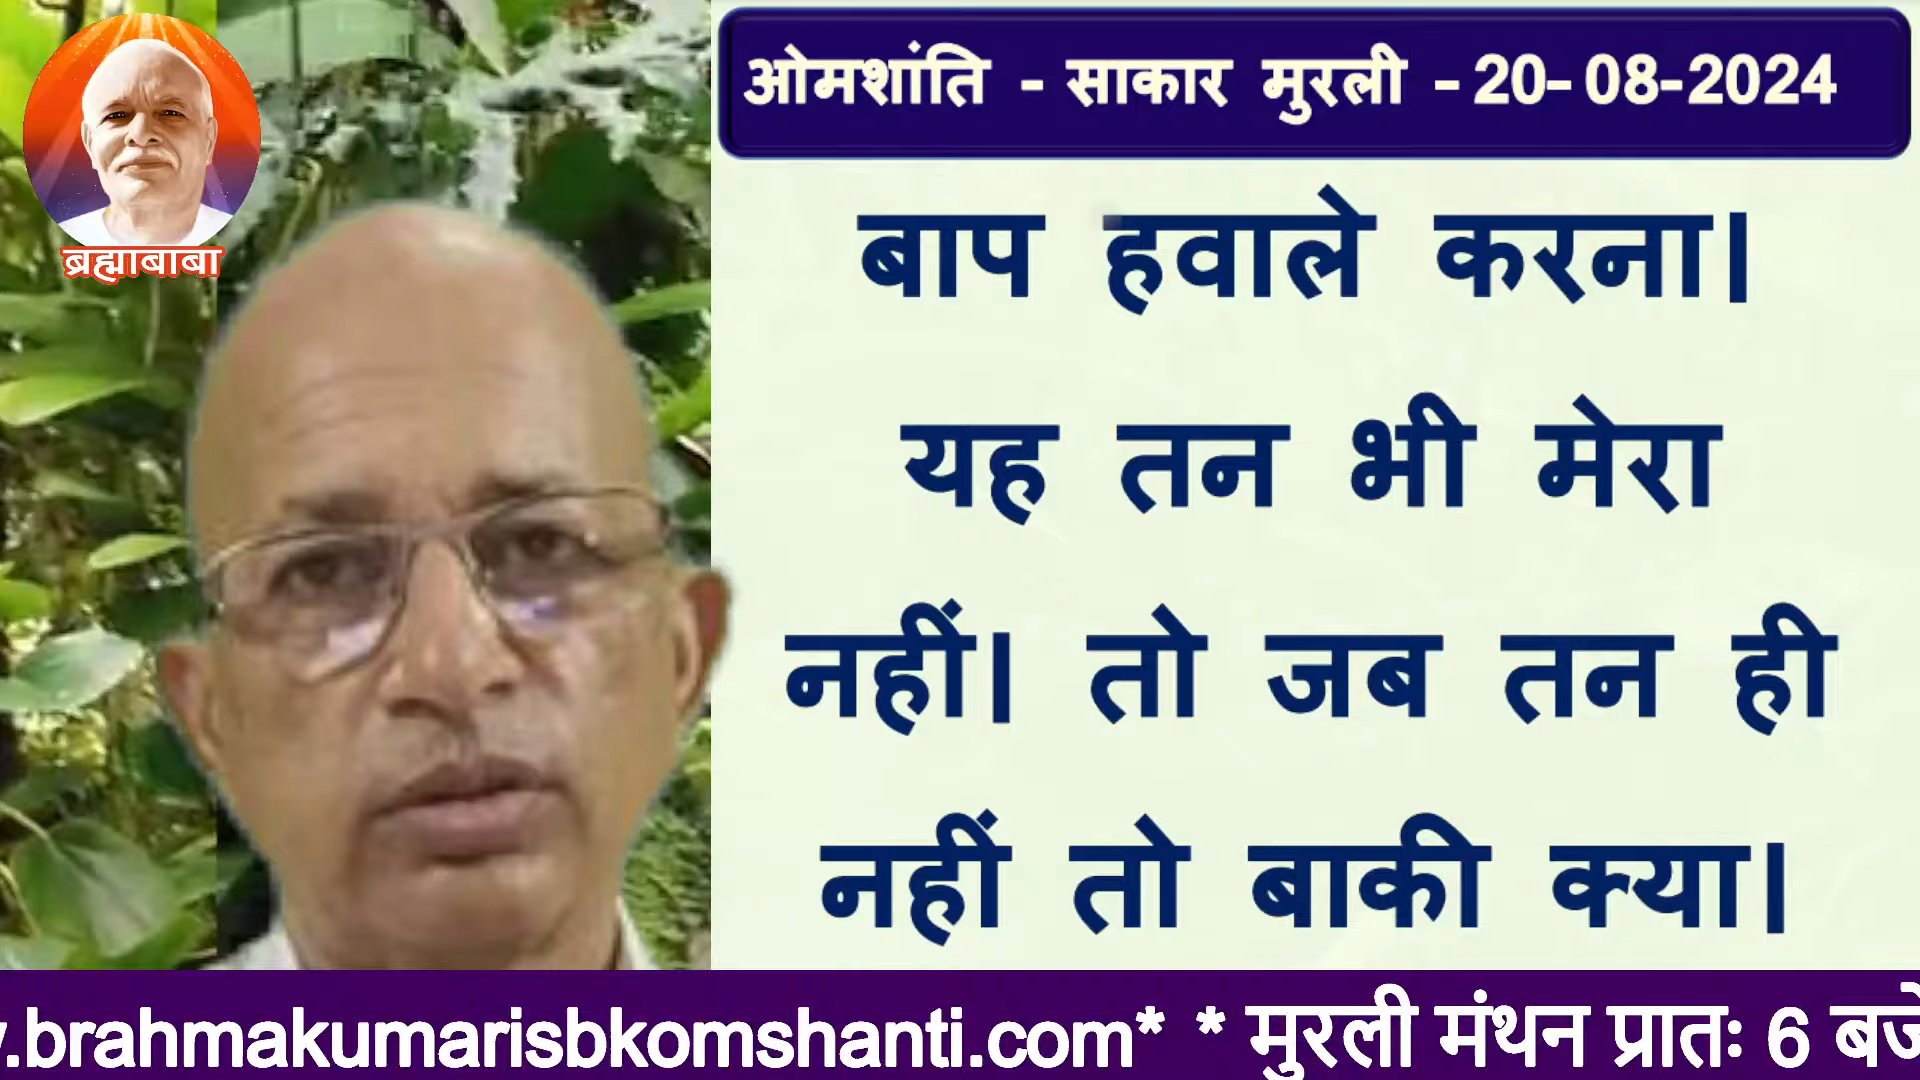 ब्रह्माबाबा
ओमशांति - साकार मुरली - 20- 08-2024
बाप हवाले करना।
यह तन भी मेरा
नहीं। तो जब तन ही
नहीं तो बाकी क्या।
.brahmakumarisbkomshanti.com* * मुरली मंथन प्रातः 6 बजे